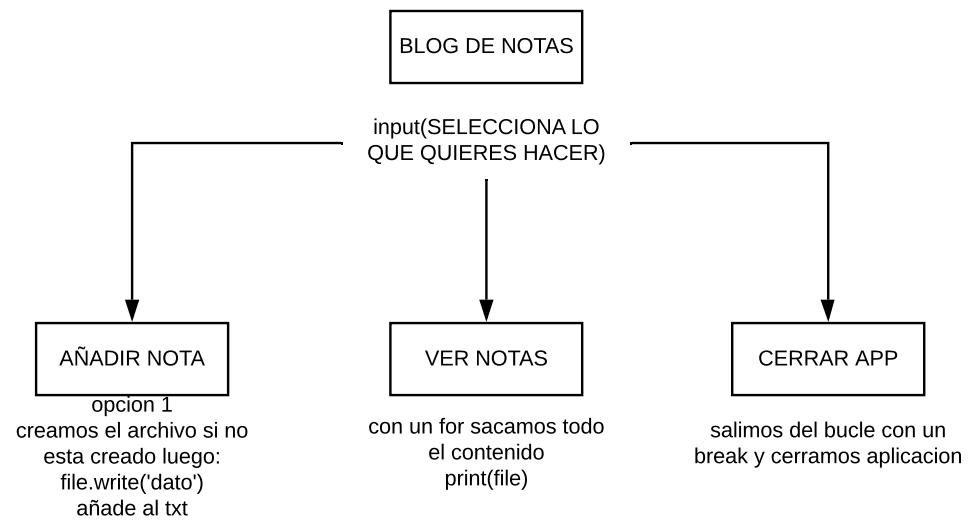 BLOG DE NOTAS
input(SELECCIONA LO
QUE QUIERES HACER)
AÑADIR NOTA
opcion 1
creamos el archivo si no
esta creado luego:
file.write('dato')
añade al txt
VER NOTAS
con un for sacamos todo
el contenido
print(file)
CERRAR APP
salimos del bucle con un
break y cerramos aplicacion